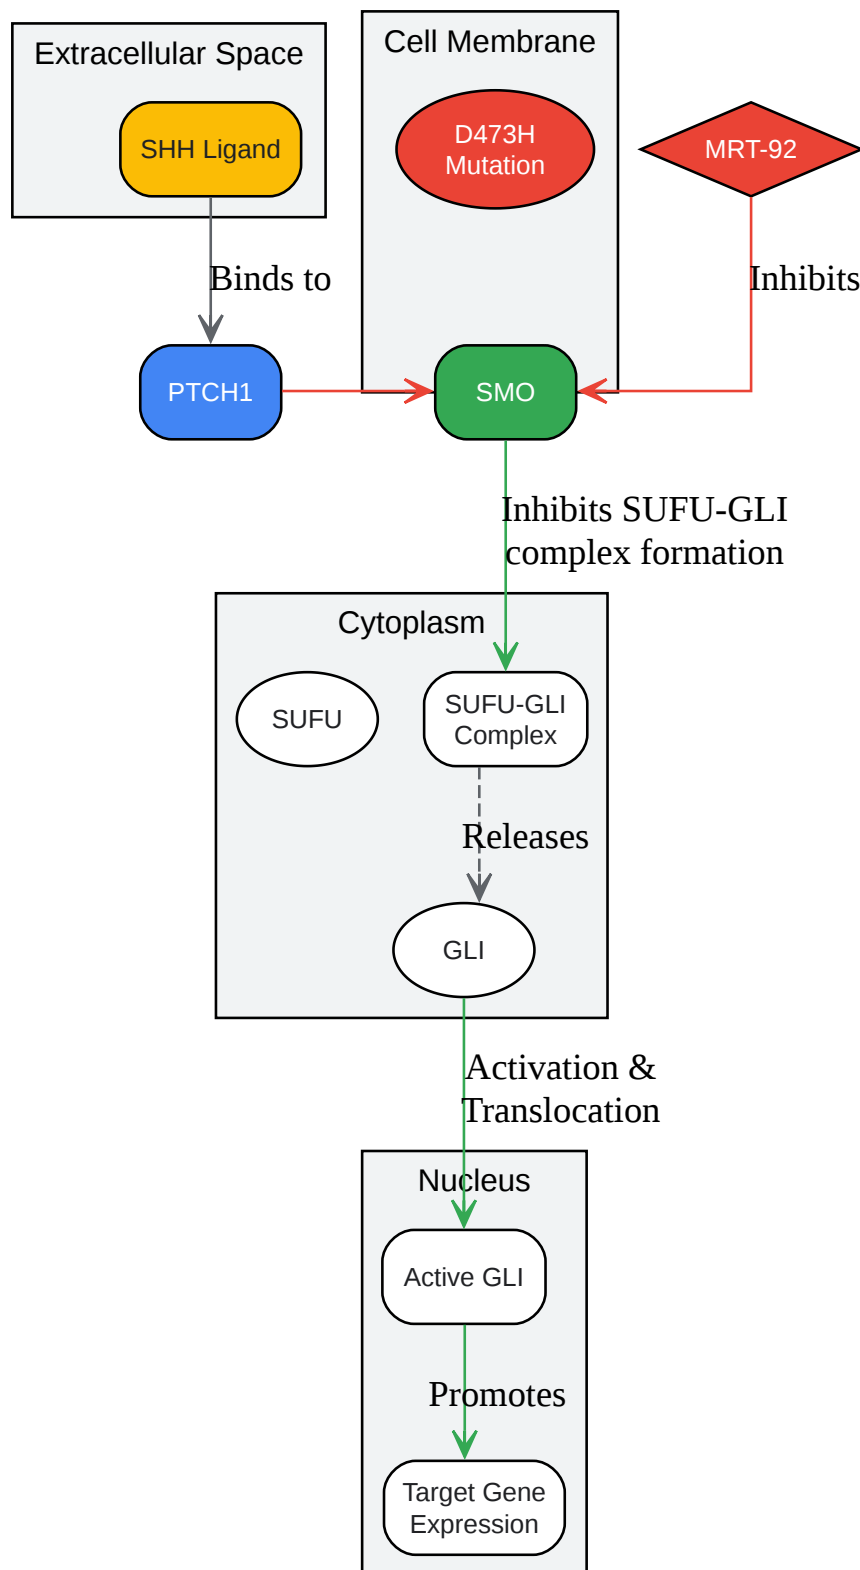 Extracellular Space
Cell Membrane
SHH Ligand
D473H
Mutation
MRT-92
Binds to
Inhibits
PTCH1
SMO
Inhibits SUFU-GLI
complex formation
Cytoplasm
SUFU
SUFU-GLI
Complex
Releases
GLI
Activation &
Translocation
Nucleus
Active GLI
Promotes
Target Gene
Expression